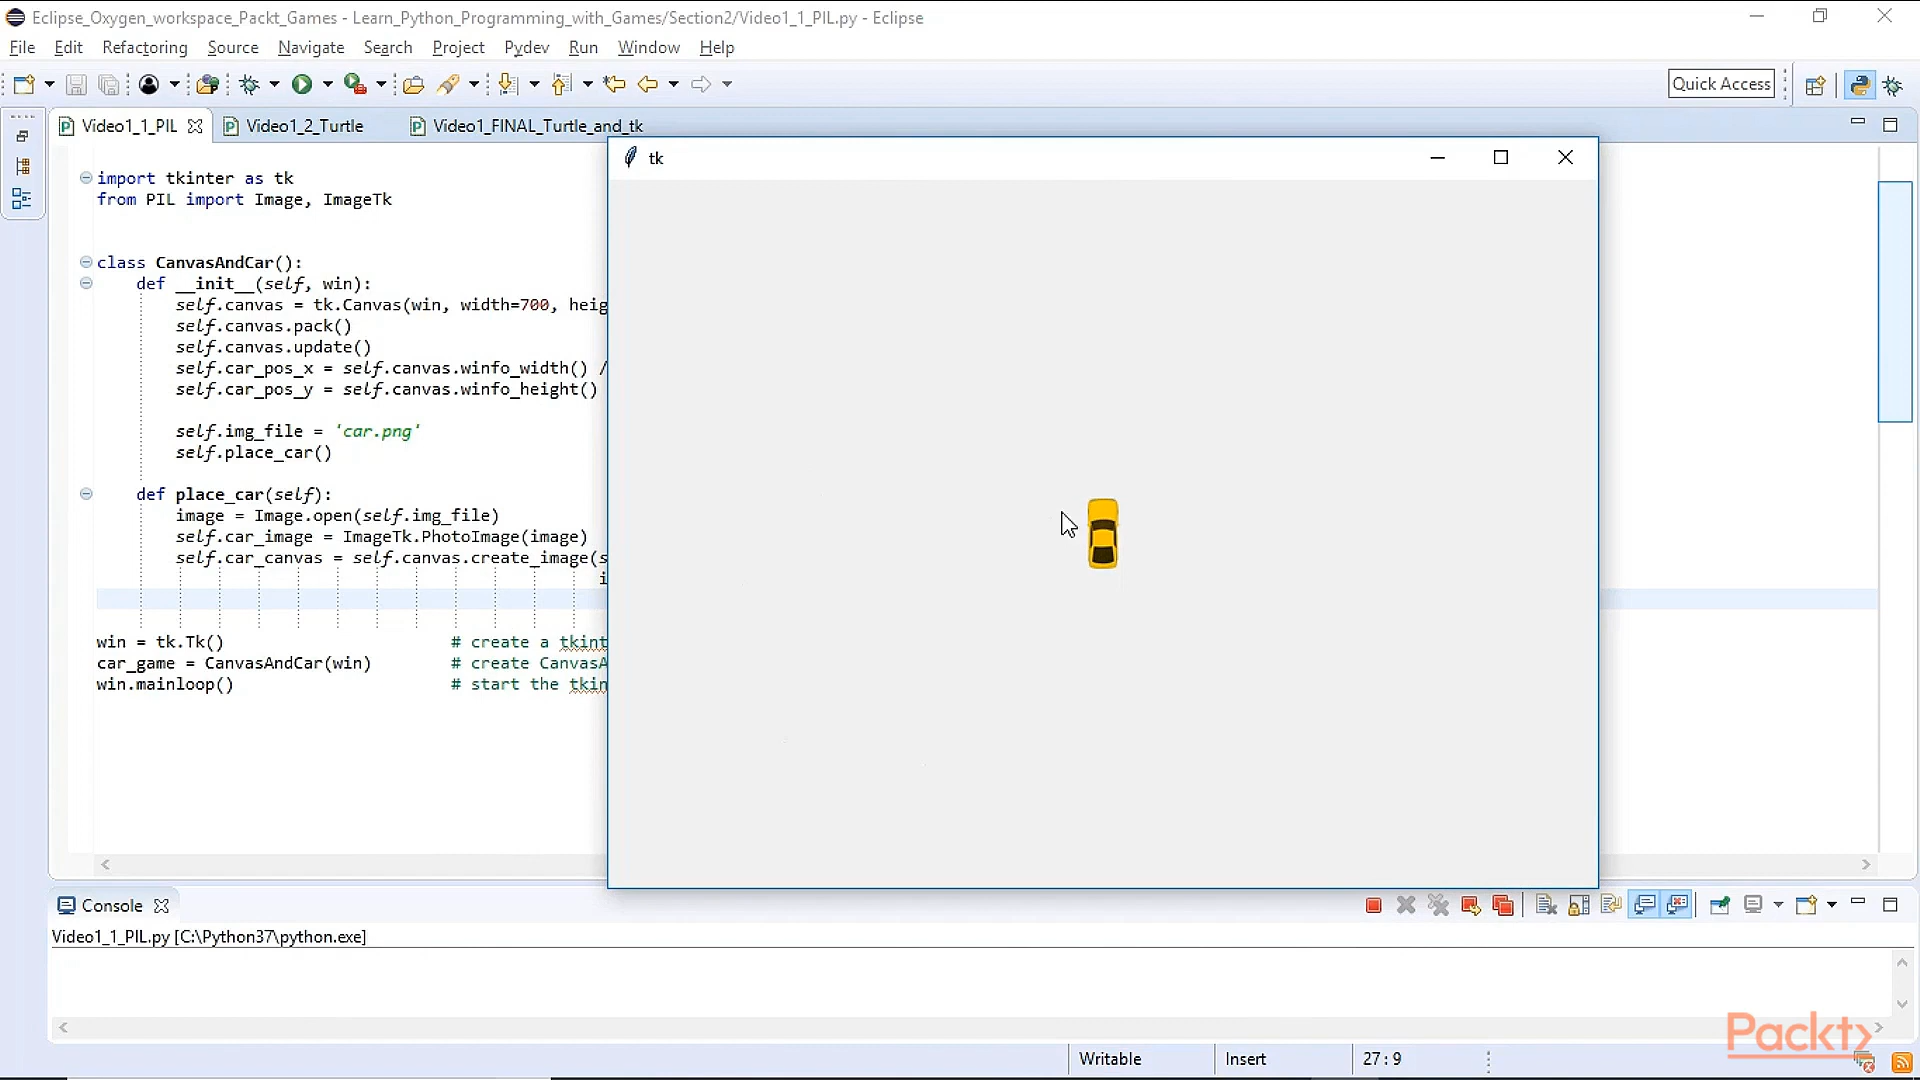 Eclipse_Oxygen_workspace_Packt_Games - Learn_Python_Programming_with_Games/Section2/Video1_1_PIL.py - Eclipse
File Edit Refactoring Source Navigate Search Project Pydev Run Window Help
Quick Access
Video1_1_PIL Video1_2_Turtle Video1_FINAL_Turtle_and_tk
tk
import tkinter as tk
from PIL import Image, ImageTk
class CanvasAndCar():
def __init__(self, win):
self.canvas = tk.Canvas(win, width=700, heig
self.canvas.pack()
self.canvas.update()
self.car_pos_x = self.canvas.winfo_width() /
self.car_pos_y = self.canvas.winfo_height()
self.img_file = 'car.png'
self.place_car()
def place_car(self):
image = Image.open(self.img_file)
self.car_image = ImageTk.PhotoImage(image)
self.car_canvas = self.canvas.create_image(s
i
win = tk.Tk() # create a tkint
car_game = CanvasAndCar(win) # create CanvasA
win.mainloop() # start the tkin
Console
Video1_1_PIL.py [C:\Python37\python.exe]
Packt
Writable Insert 27 : 9